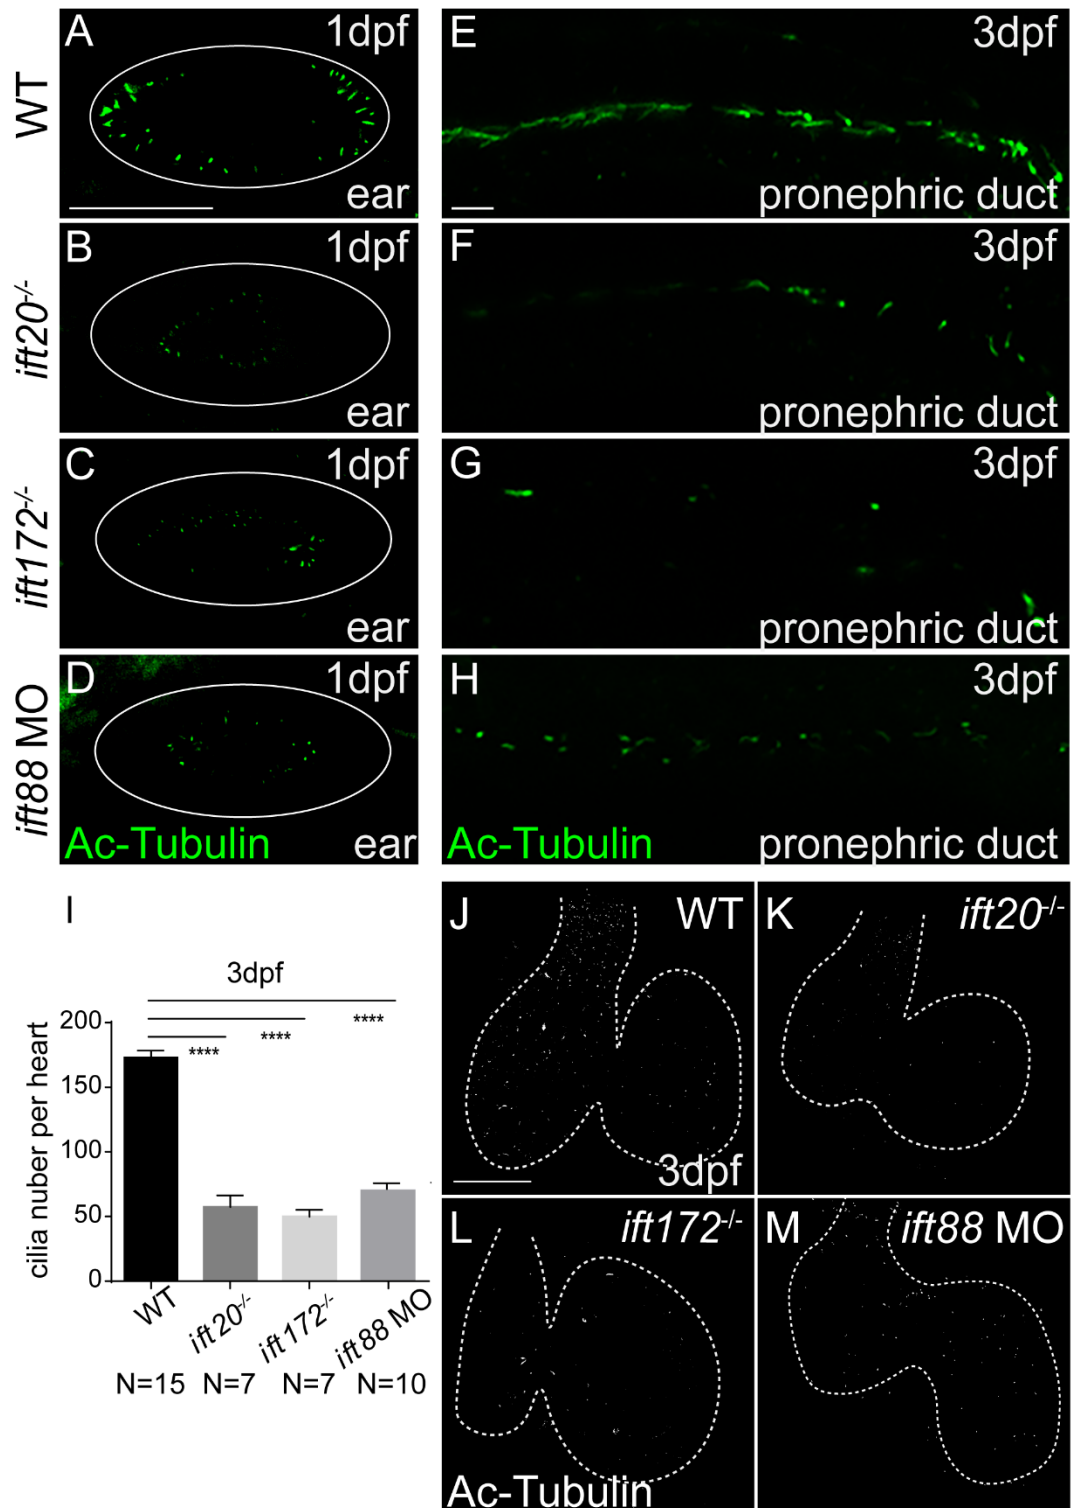 A 1dpf
WT
ear
E 3dpf
pronephric duct
B 1dpf
ift20-/-
ear
F 3dpf
pronephric duct
C 1dpf
ift172-/-
ear
G 3dpf
pronephric duct
D 1dpf
ift88 MO
Ac-Tubulin ear
H 3dpf
Ac-Tubulin pronephric duct
I
3dpf
****
****
****
cilia nuber per heart
200
150
100
50
0
WT
ift20-/-
ift172-/-
ift88 MO
N=15 N=7 N=7 N=10
J WT
3dpf
K ift20-/-
L ift172-/-
Ac-Tubulin
M ift88 MO